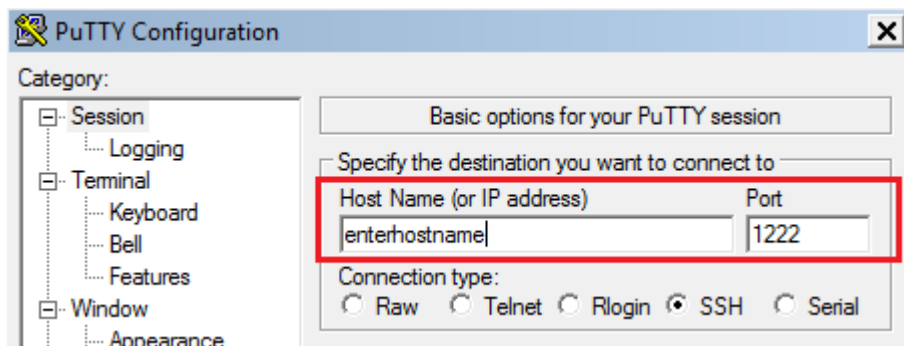 PuTTY Configuration
Category:
Session
Logging
Terminal
Keyboard
Bell
Features
Window
Appearance
Basic options for your PuTTY session
Specify the destination you want to connect to
Host Name (or IP address) Port
enterhostname 1222
Connection type:
Raw Telnet Rlogin SSH Serial